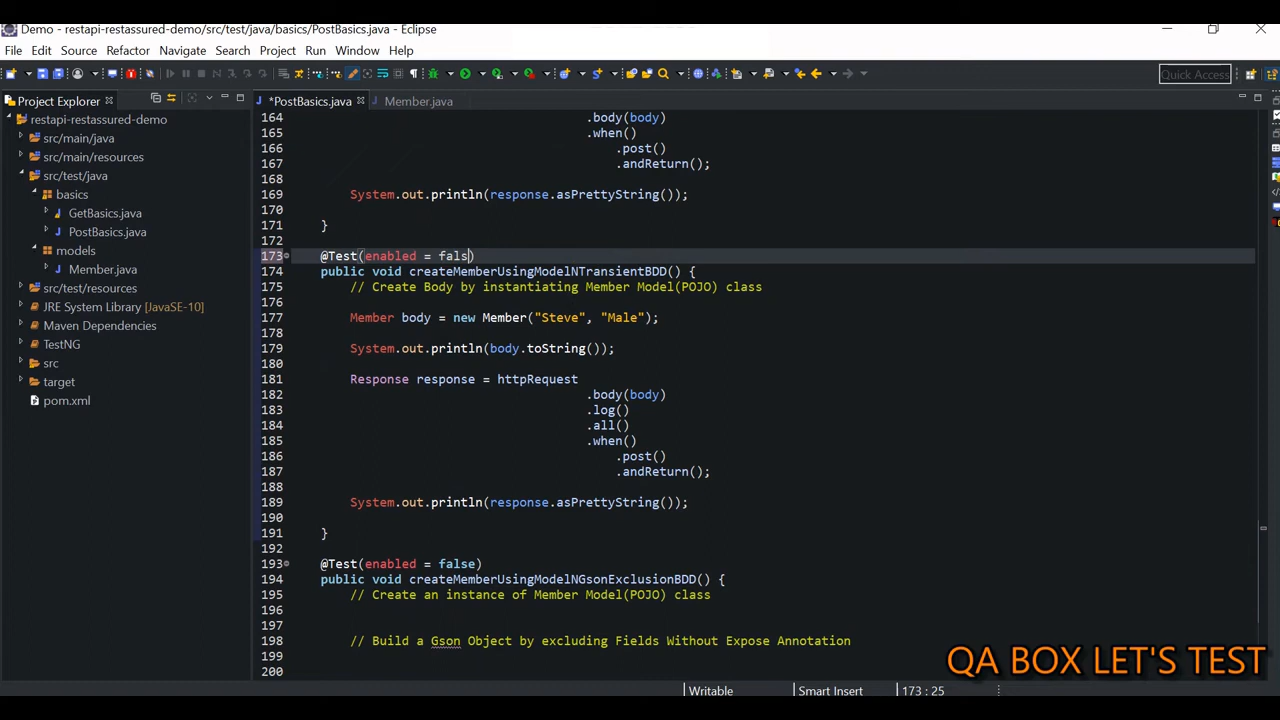 Demo - restapi-restassured-demo/src/test/java/basics/PostBasics.java - Eclipse
File Edit Source Refactor Navigate Search Project Run Window Help
Quick Access
Project Explorer
*PostBasics.java Member.java
restapi-restassured-demo
src/main/java
src/main/resources
src/test/java
basics
GetBasics.java
PostBasics.java
models
Member.java
src/test/resources
JRE System Library [JavaSE-10]
Maven Dependencies
TestNG
src
target
pom.xml
164 .body(body)
165 .when()
166 .post()
167 .andReturn();
168
169 System.out.println(response.asPrettyString());
170
171 }
172
173 @Test(enabled = fals)
174 public void createMemberUsingModelNTransientBDD() {
175 // Create Body by instantiating Member Model(POJO) class
176
177 Member body = new Member("Steve", "Male");
178
179 System.out.println(body.toString());
180
181 Response response = httpRequest
182 .body(body)
183 .log()
184 .all()
185 .when()
186 .post()
187 .andReturn();
188
189 System.out.println(response.asPrettyString());
190
191 }
192
193 @Test(enabled = false)
194 public void createMemberUsingModelNGsonExclusionBDD() {
195 // Create an instance of Member Model(POJO) class
196
197
198 // Build a Gson Object by excluding Fields Without Expose Annotation
199
200
QA BOX LET'S TEST
Writable Smart Insert 173 : 25